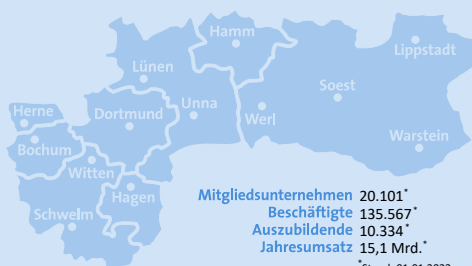 Hamm
Lippstadt
Lünen
Soest
Unna
Herne
Dortmund
Werl
Warstein
Bochum
Witten
Hagen
Schwelm
Mitgliedsunternehmen 20.101*
Beschäftigte 135.567*
Auszubildende 10.334*
Jahresumsatz 15,1 Mrd.*